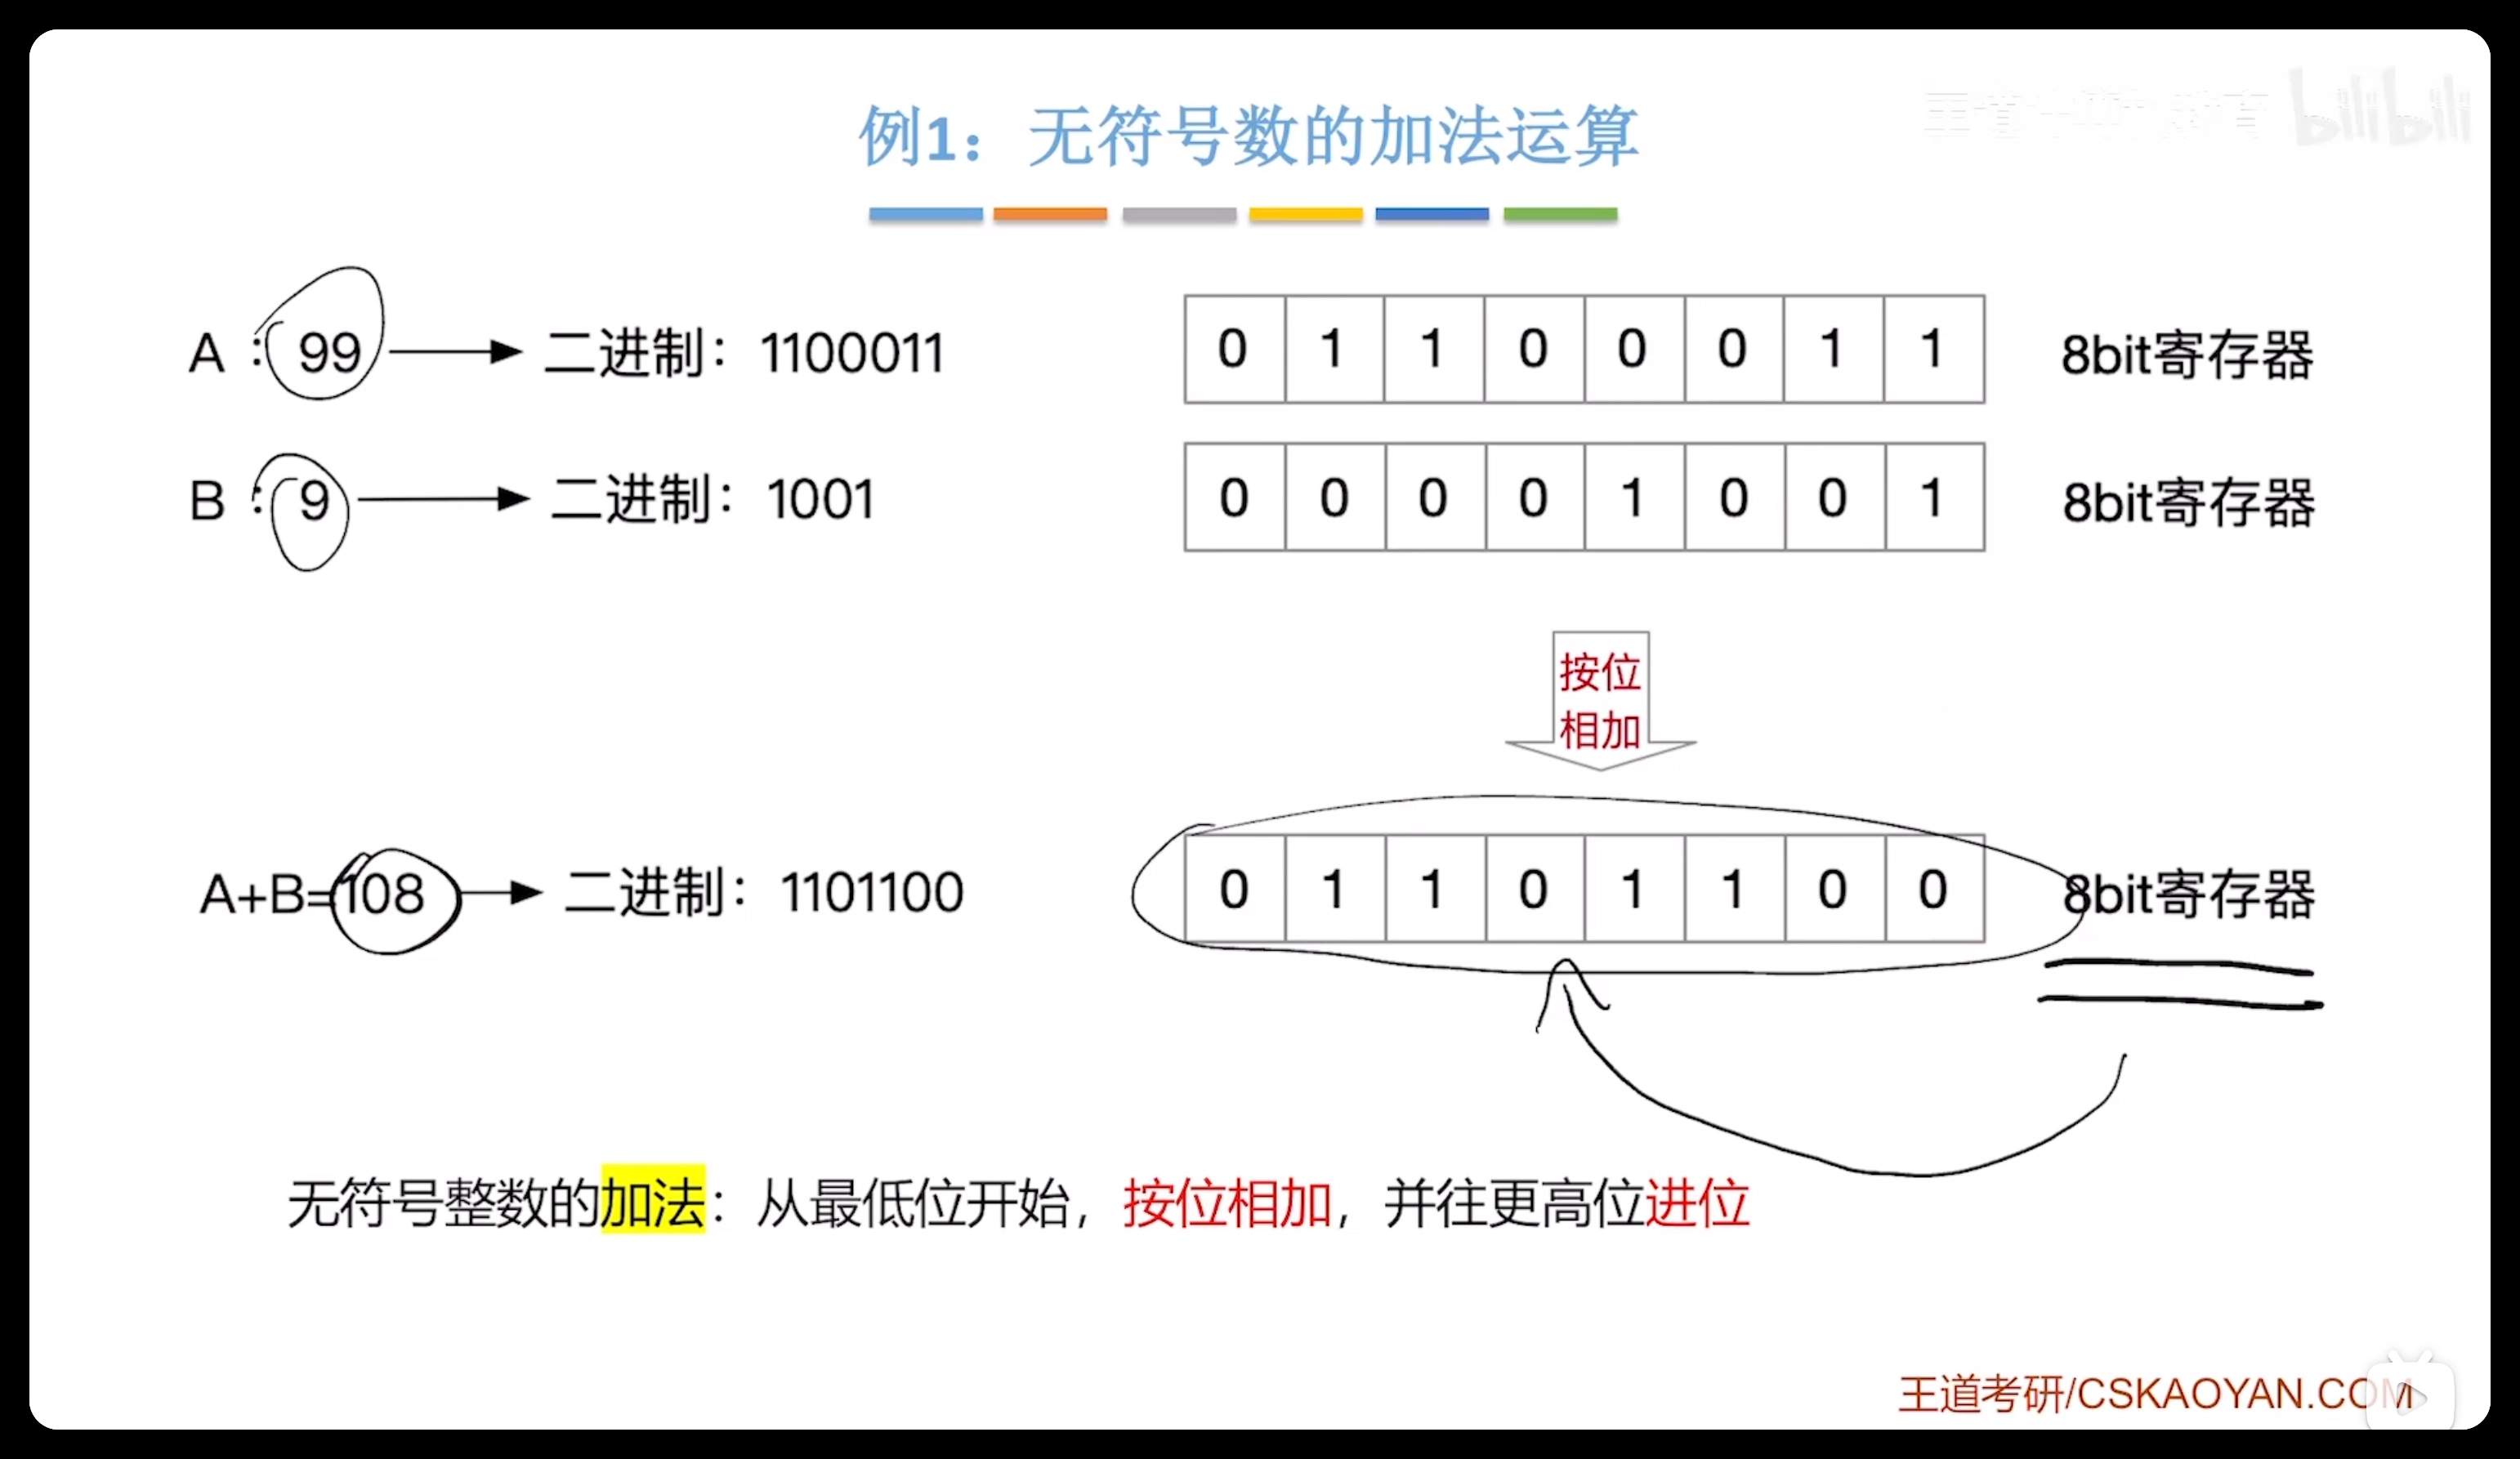 例1：无符号数的加法运算
bilibili
A：99 二进制：1100011 0 1 1 0 0 0 1 1 8bit寄存器
B：9 二进制：1001 0 0 0 0 1 0 0 1 8bit寄存器
按位
相加
A+B=108 二进制：1101100 0 1 1 0 1 1 0 0 8bit寄存器
无符号整数的加法：从最低位开始，按位相加，并往更高位进位
王道考研/CSKAOYAN.COM